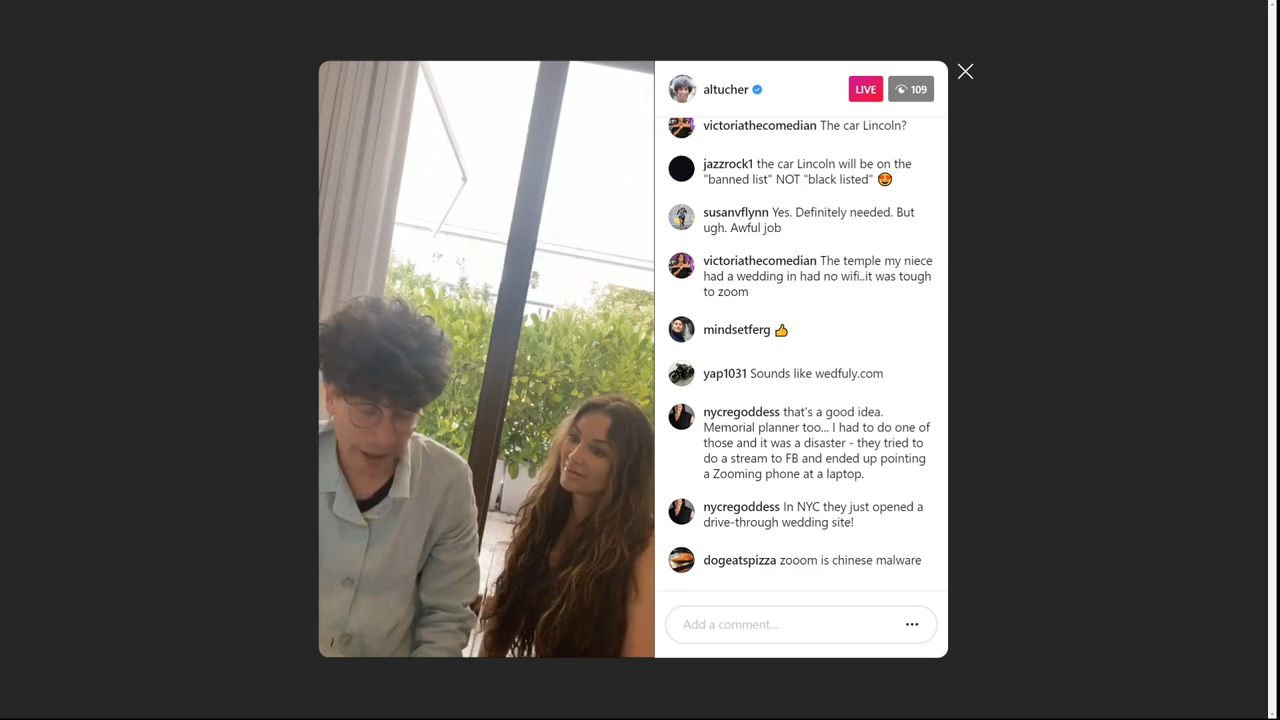 altucher
LIVE
109
victoriathecomedian The car Lincoln?
jazzrock1 the car Lincoln will be on the
"banned list" NOT "black listed" 🤩
susanvflynn Yes. Definitely needed. But
ugh. Awful job
victoriathecomedian The temple my niece
had a wedding in had no wifi..it was tough
to zoom
mindsetferg 👍
yap1031 Sounds like wedfuly.com
nycregoddess that's a good idea.
Memorial planner too... I had to do one of
those and it was a disaster - they tried to
do a stream to FB and ended up pointing
a Zooming phone at a laptop.
nycregoddess In NYC they just opened a
drive-through wedding site!
dogeatspizza zooom is chinese malware
Add a comment...